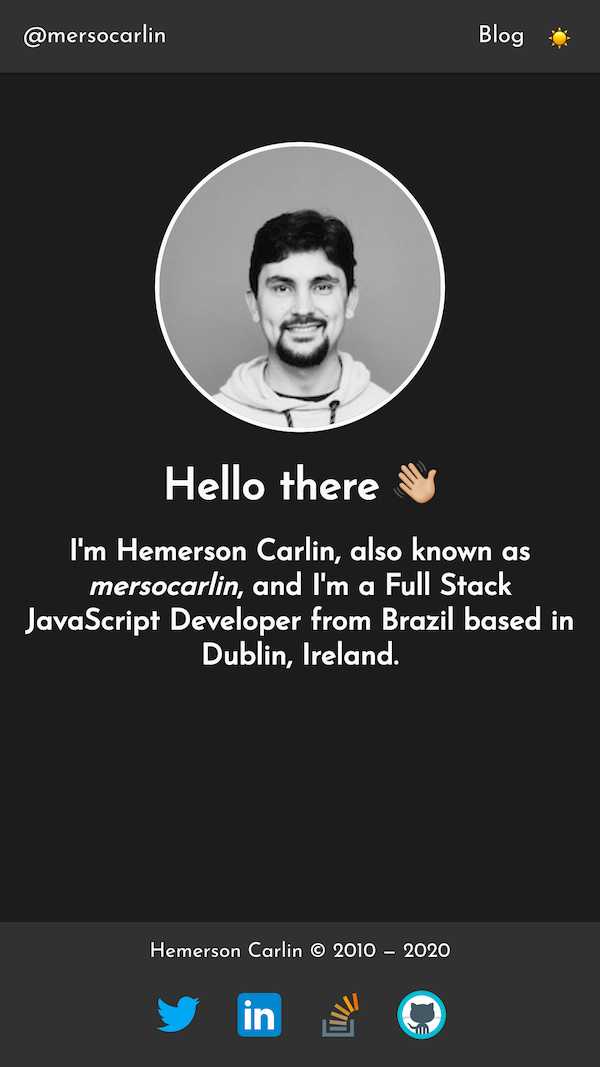 @mersocarlin
Blog
Hello there 👋🏼
I'm Hemerson Carlin, also known as
mersocarlin, and I'm a Full Stack
JavaScript Developer from Brazil based in
Dublin, Ireland.
Hemerson Carlin © 2010 — 2020
in